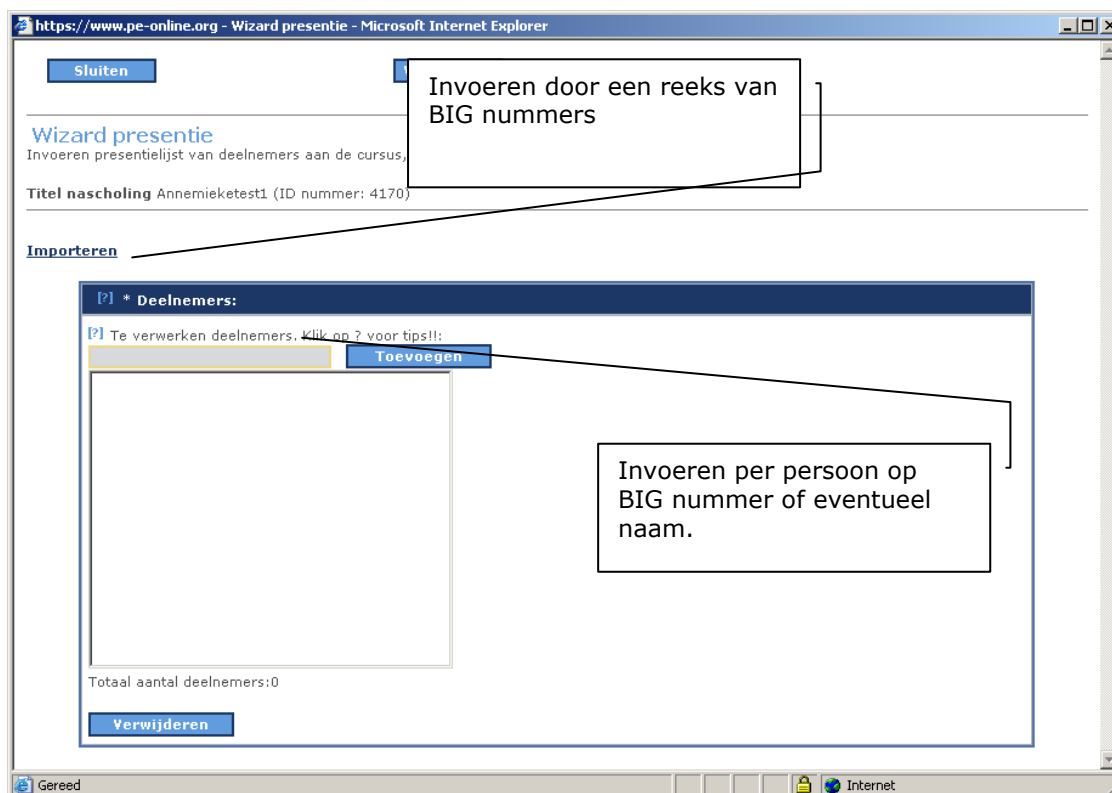 https://www.pe-online.org - Wizard presentie - Microsoft Internet Explorer
Sluiten
Invoeren door een reeks van
BIG nummers
Wizard presentie
Invoeren presentielijst van deelnemers aan de cursus,
Titel nascholing Annemieketest1 (ID nummer: 4170)
Importeren
[?] * Deelnemers:
[?] Te verwerken deelnemers. Klik op ? voor tips!!:
Toevoegen
Invoeren per persoon op
BIG nummer of eventueel
naam.
Totaal aantal deelnemers:0
Verwijderen
Gereed
Internet